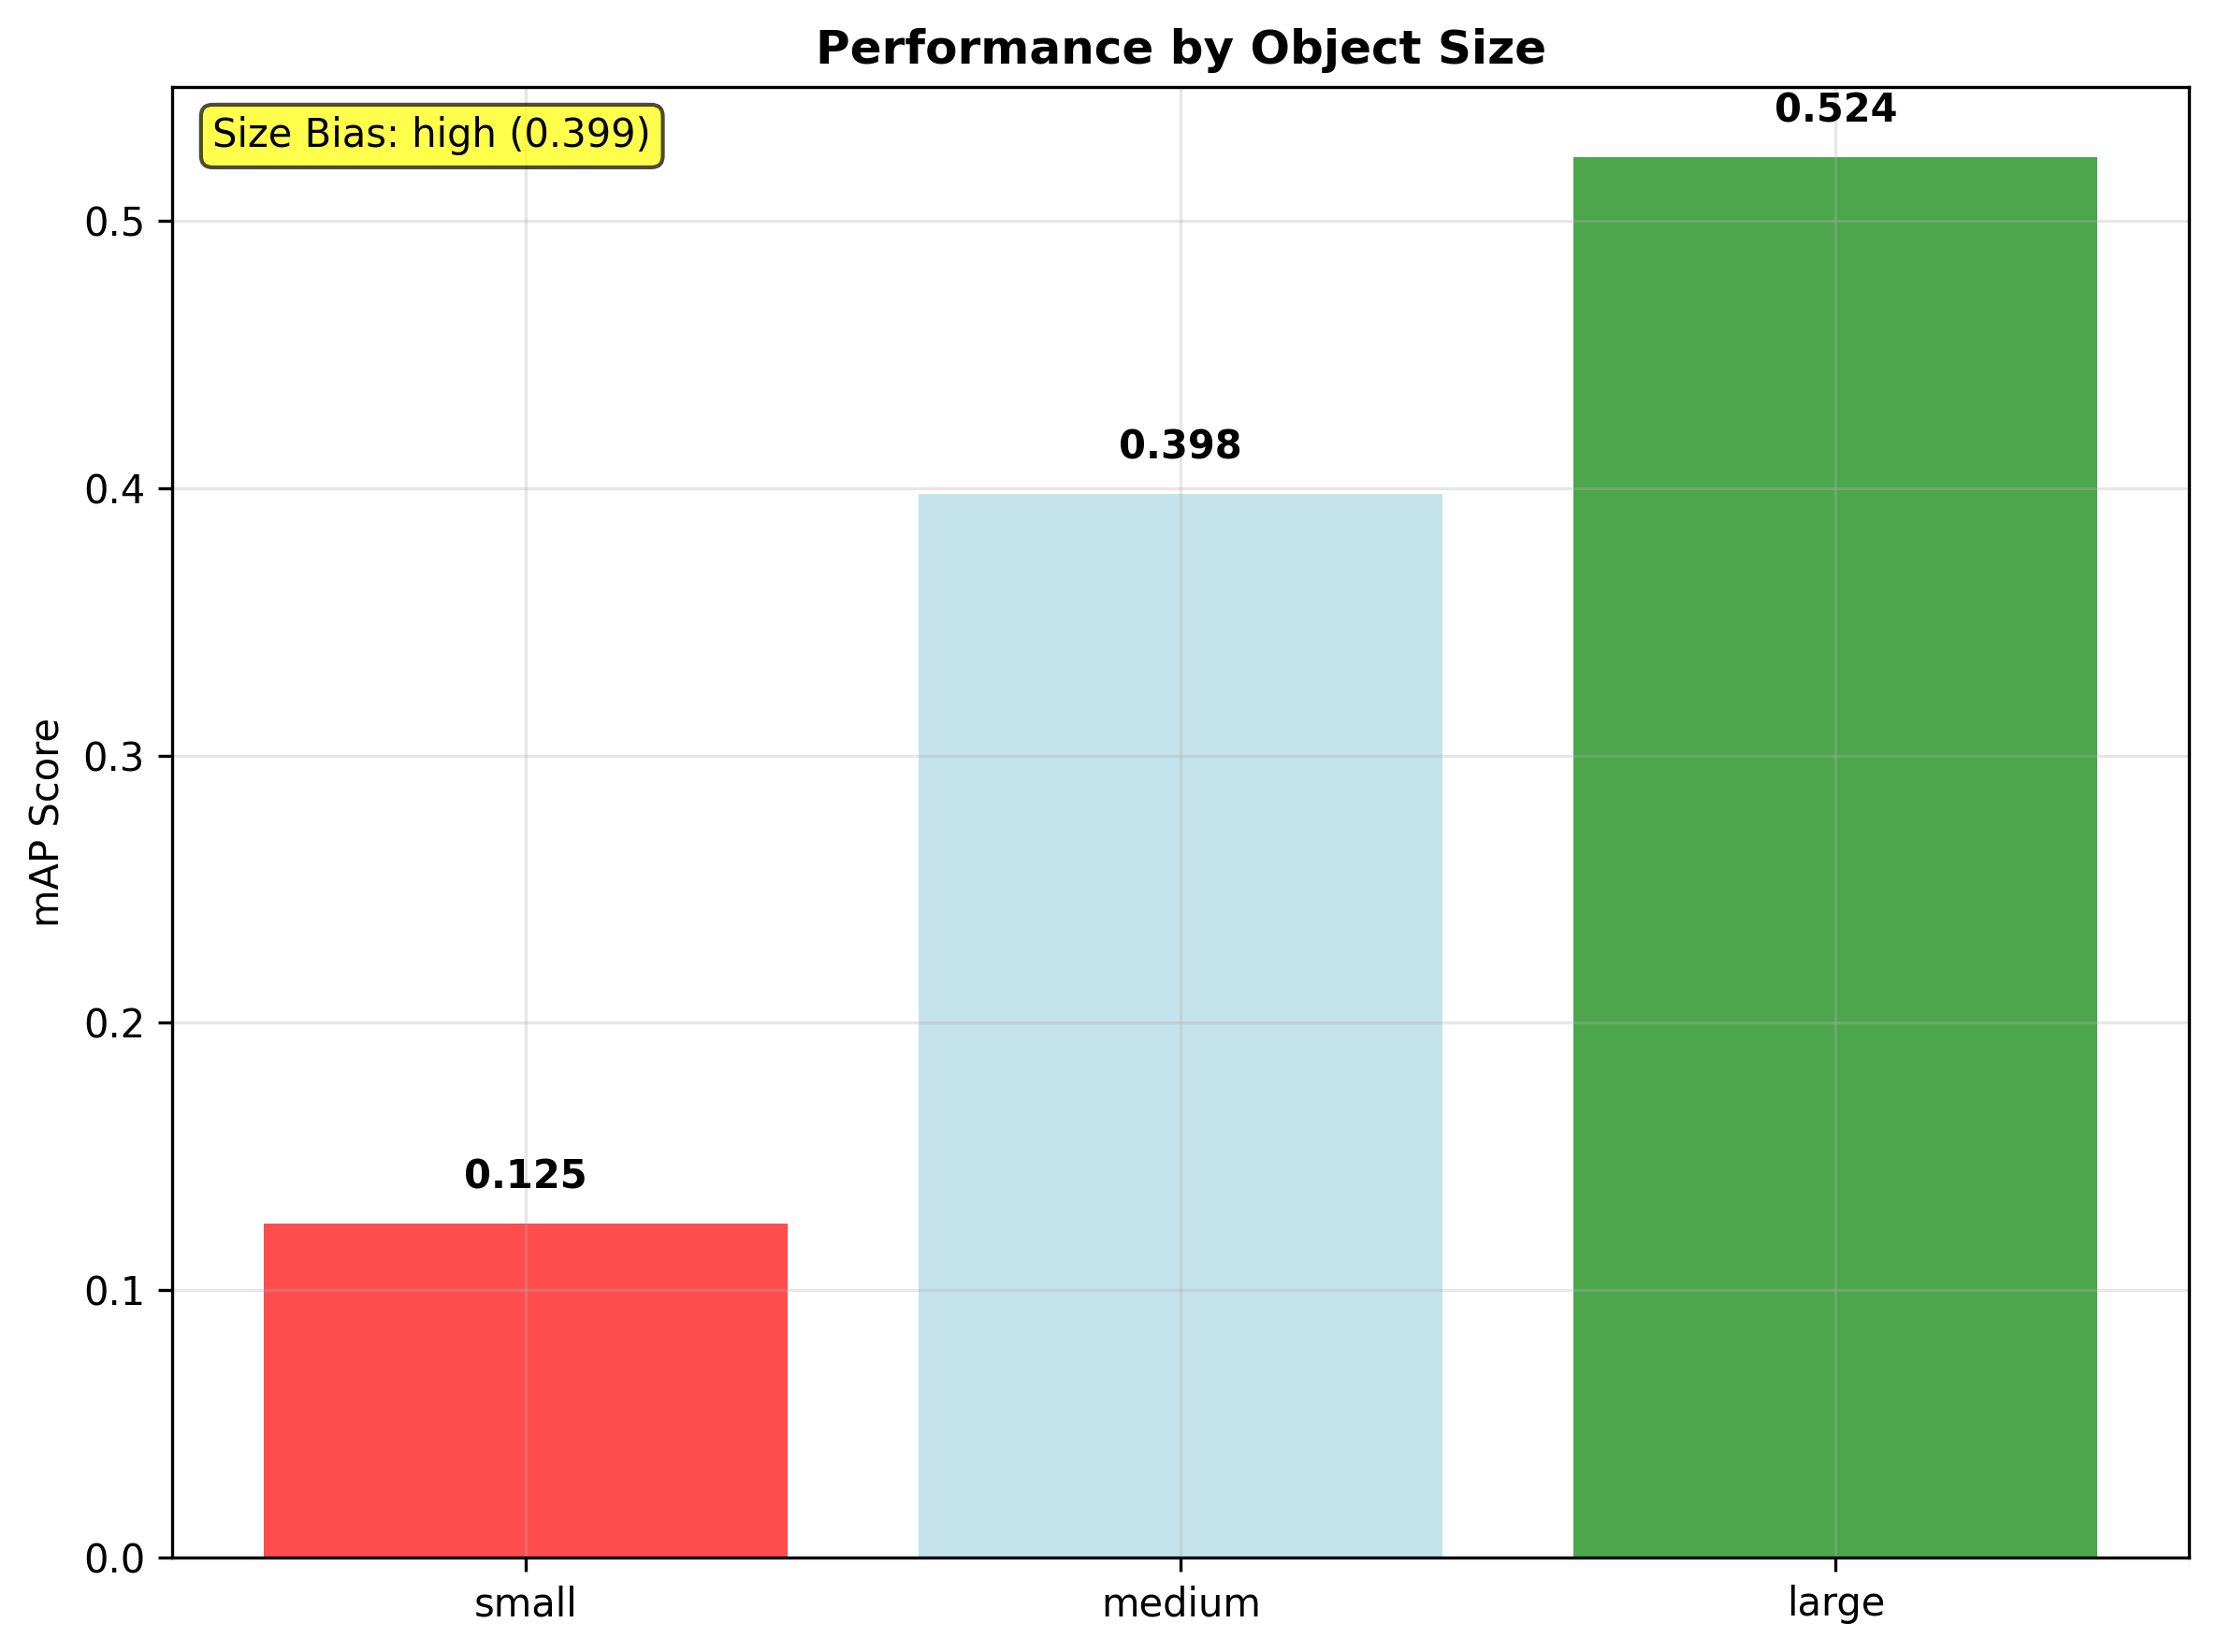 Performance by Object Size
Size Bias: high (0.399)
0.524
0.398
0.125
mAP Score
0.5
0.4
0.3
0.2
0.1
0.0
small
medium
large